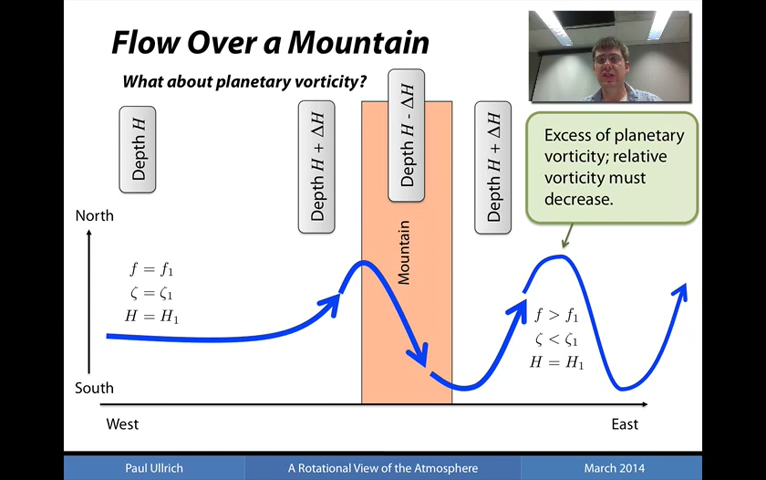 Flow Over a Mountain
What about planetary vorticity?
Depth H
Depth H + ΔH
Depth H - ΔH
Depth H + ΔH
Excess of planetary
vorticity; relative
vorticity must
decrease.
North
Mountain
f = f₁
ζ = ζ₁
H = H₁
f > f₁
ζ < ζ₁
H = H₁
South
West
East
Paul Ullrich
A Rotational View of the Atmosphere
March 2014